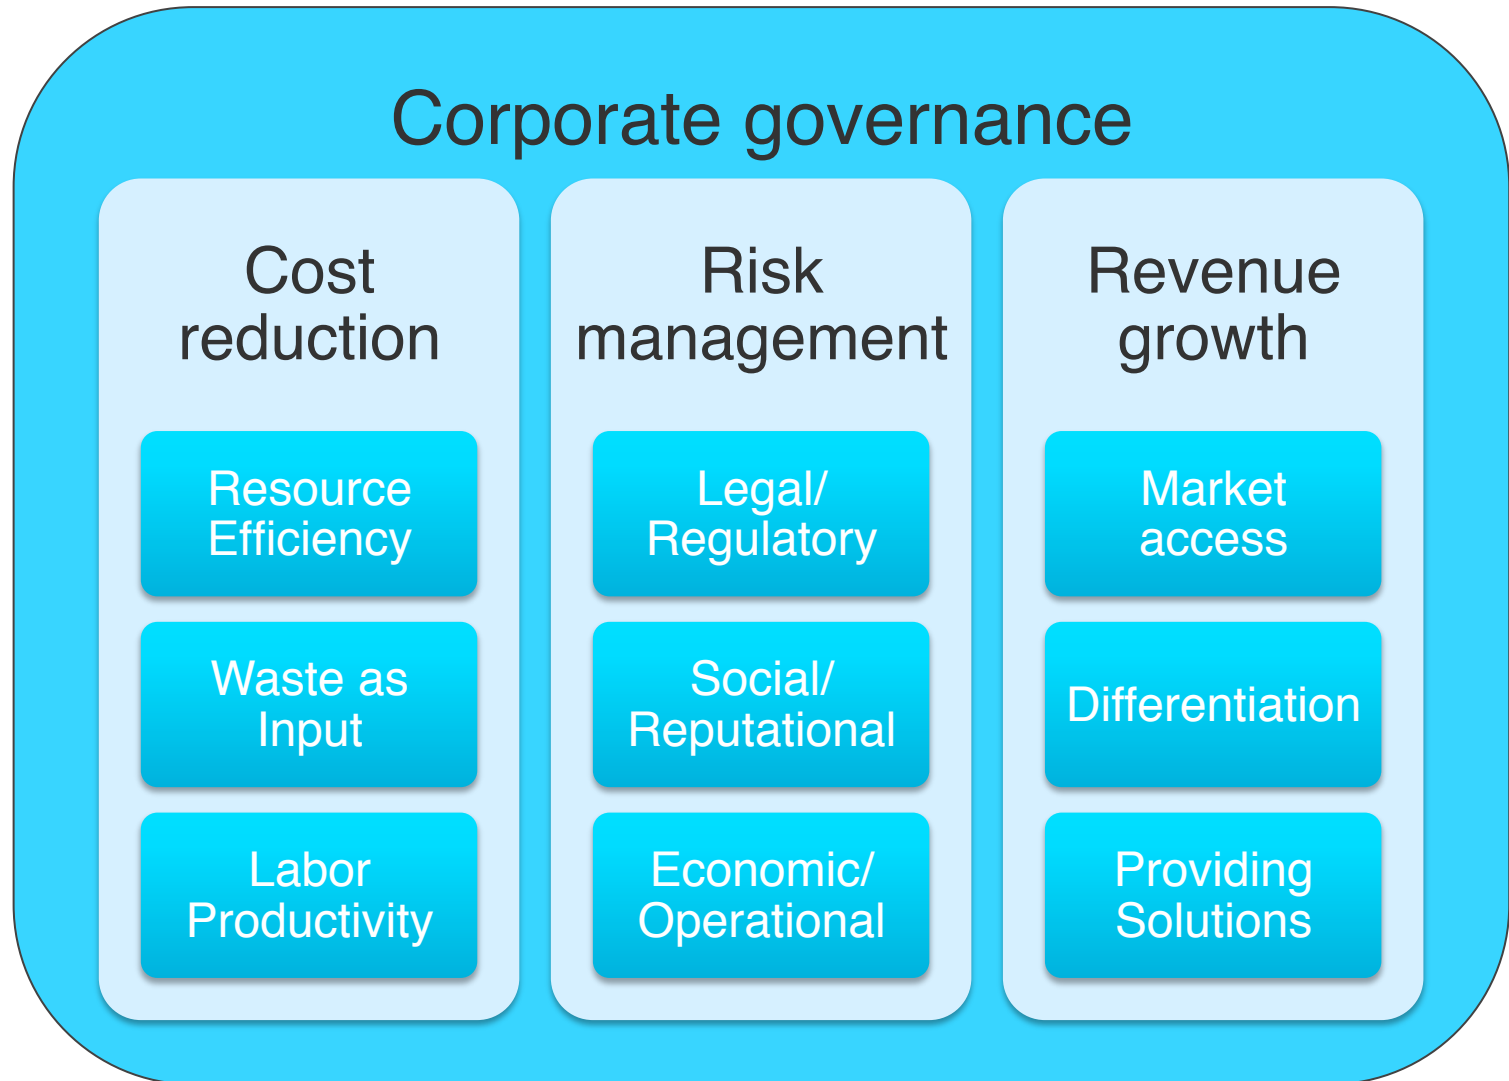 Corporate governance
Cost
reduction
Resource
Efficiency
Waste as
Input
Labor
Productivity
Risk
management
Legal/
Regulatory
Social/
Reputational
Economic/
Operational
Revenue
growth
Market
access
Differentiation
Providing
Solutions